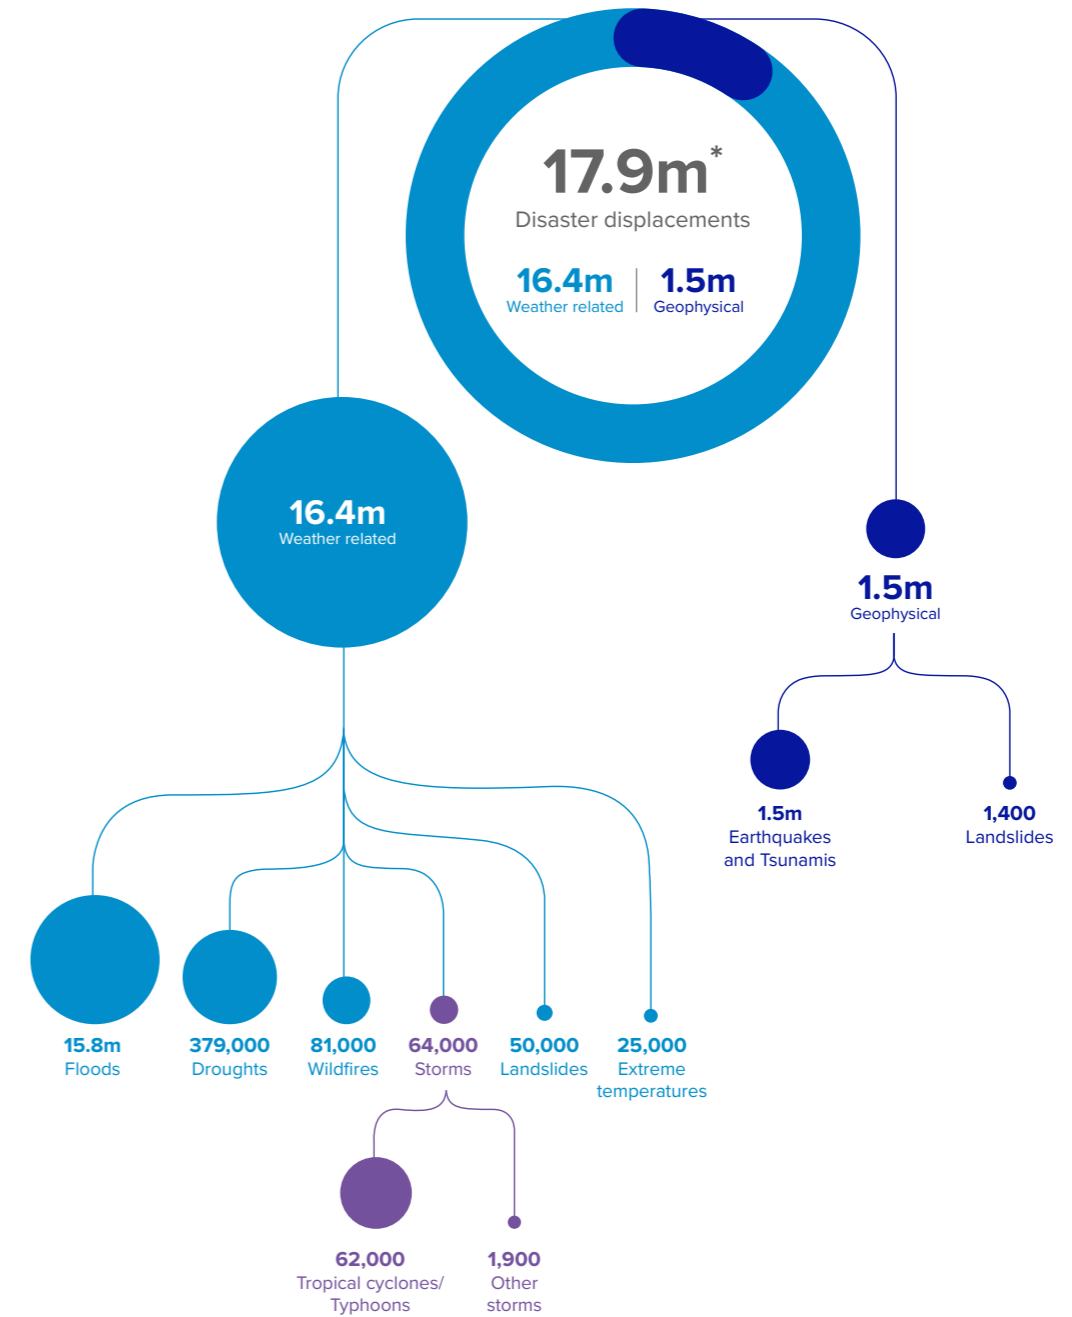 17.9m*
Disaster displacements
16.4m
Weather related
1.5m
Geophysical
16.4m
Weather related
1.5m
Geophysical
1.5m
Earthquakes
and Tsunamis
1,400
Landslides
15.8m
Floods
379,000
Droughts
81,000
Wildfires
64,000
Storms
50,000
Landslides
25,000
Extreme
temperatures
62,000
Tropical cyclones/
Typhoons
1,900
Other
storms